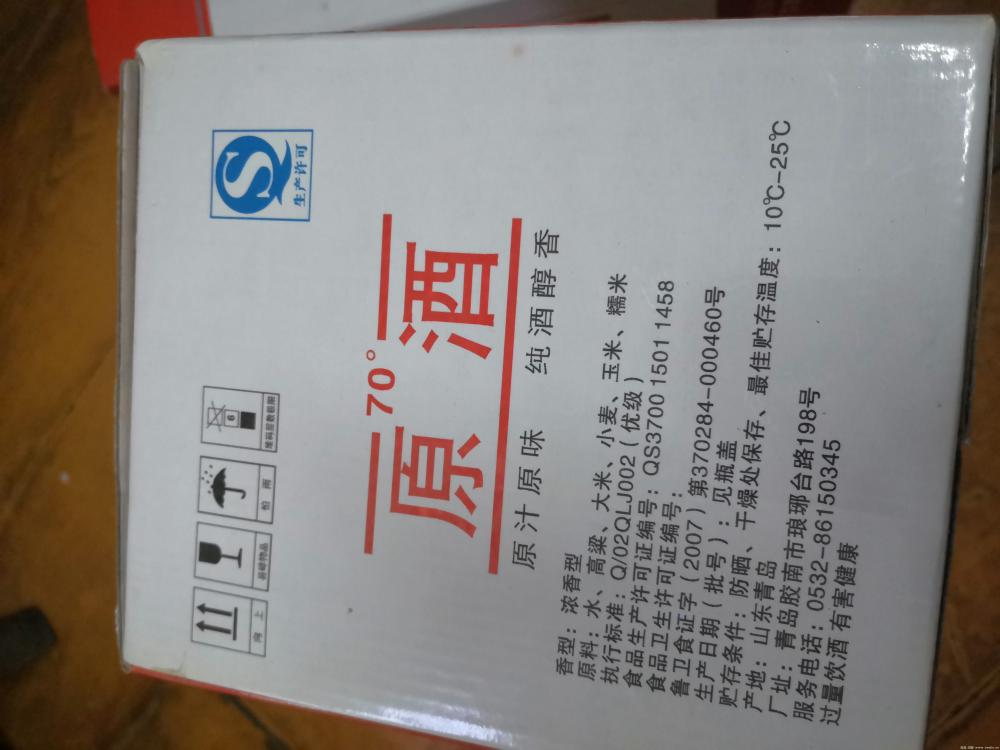 向 上
易碎物品
怕 雨
堆码层数极限
6
生产许可
70°
原酒
原汁原味 纯酒醇香
香型：浓香型
原料：水、高粱、大米、小麦、玉米、糯米
执行标准：Q/02QLJ002（优级）
食品生产许可证编号：QS3700 1501 1458
食品卫生许可证编号：
鲁卫食证字（2007）第370284-000460号
生产日期（批号）：见瓶盖
贮存条件：防晒、干燥处保存、最佳贮存温度：10℃-25℃
产地：山东青岛
厂址：青岛胶南市琅琊台路198号
服务电话：0532-86150345
过量饮酒 有害健康